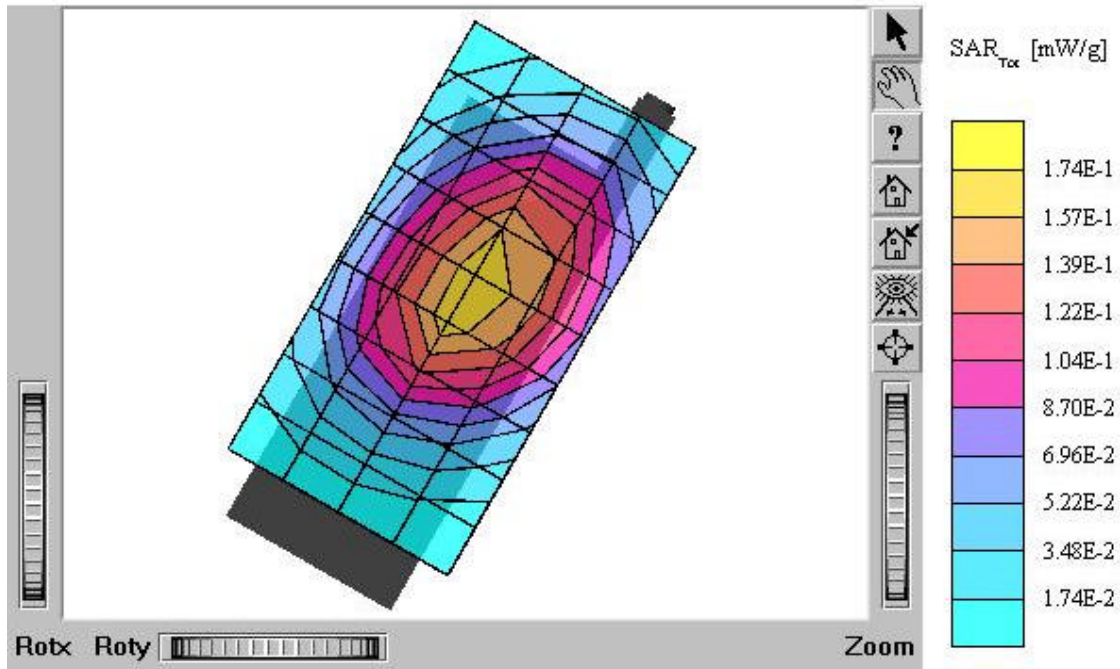 SAR_Tot [mW/g]
?
1.74E-1
1.57E-1
1.39E-1
1.22E-1
1.04E-1
8.70E-2
6.96E-2
5.22E-2
3.48E-2
1.74E-2
Rotx Roty Zoom